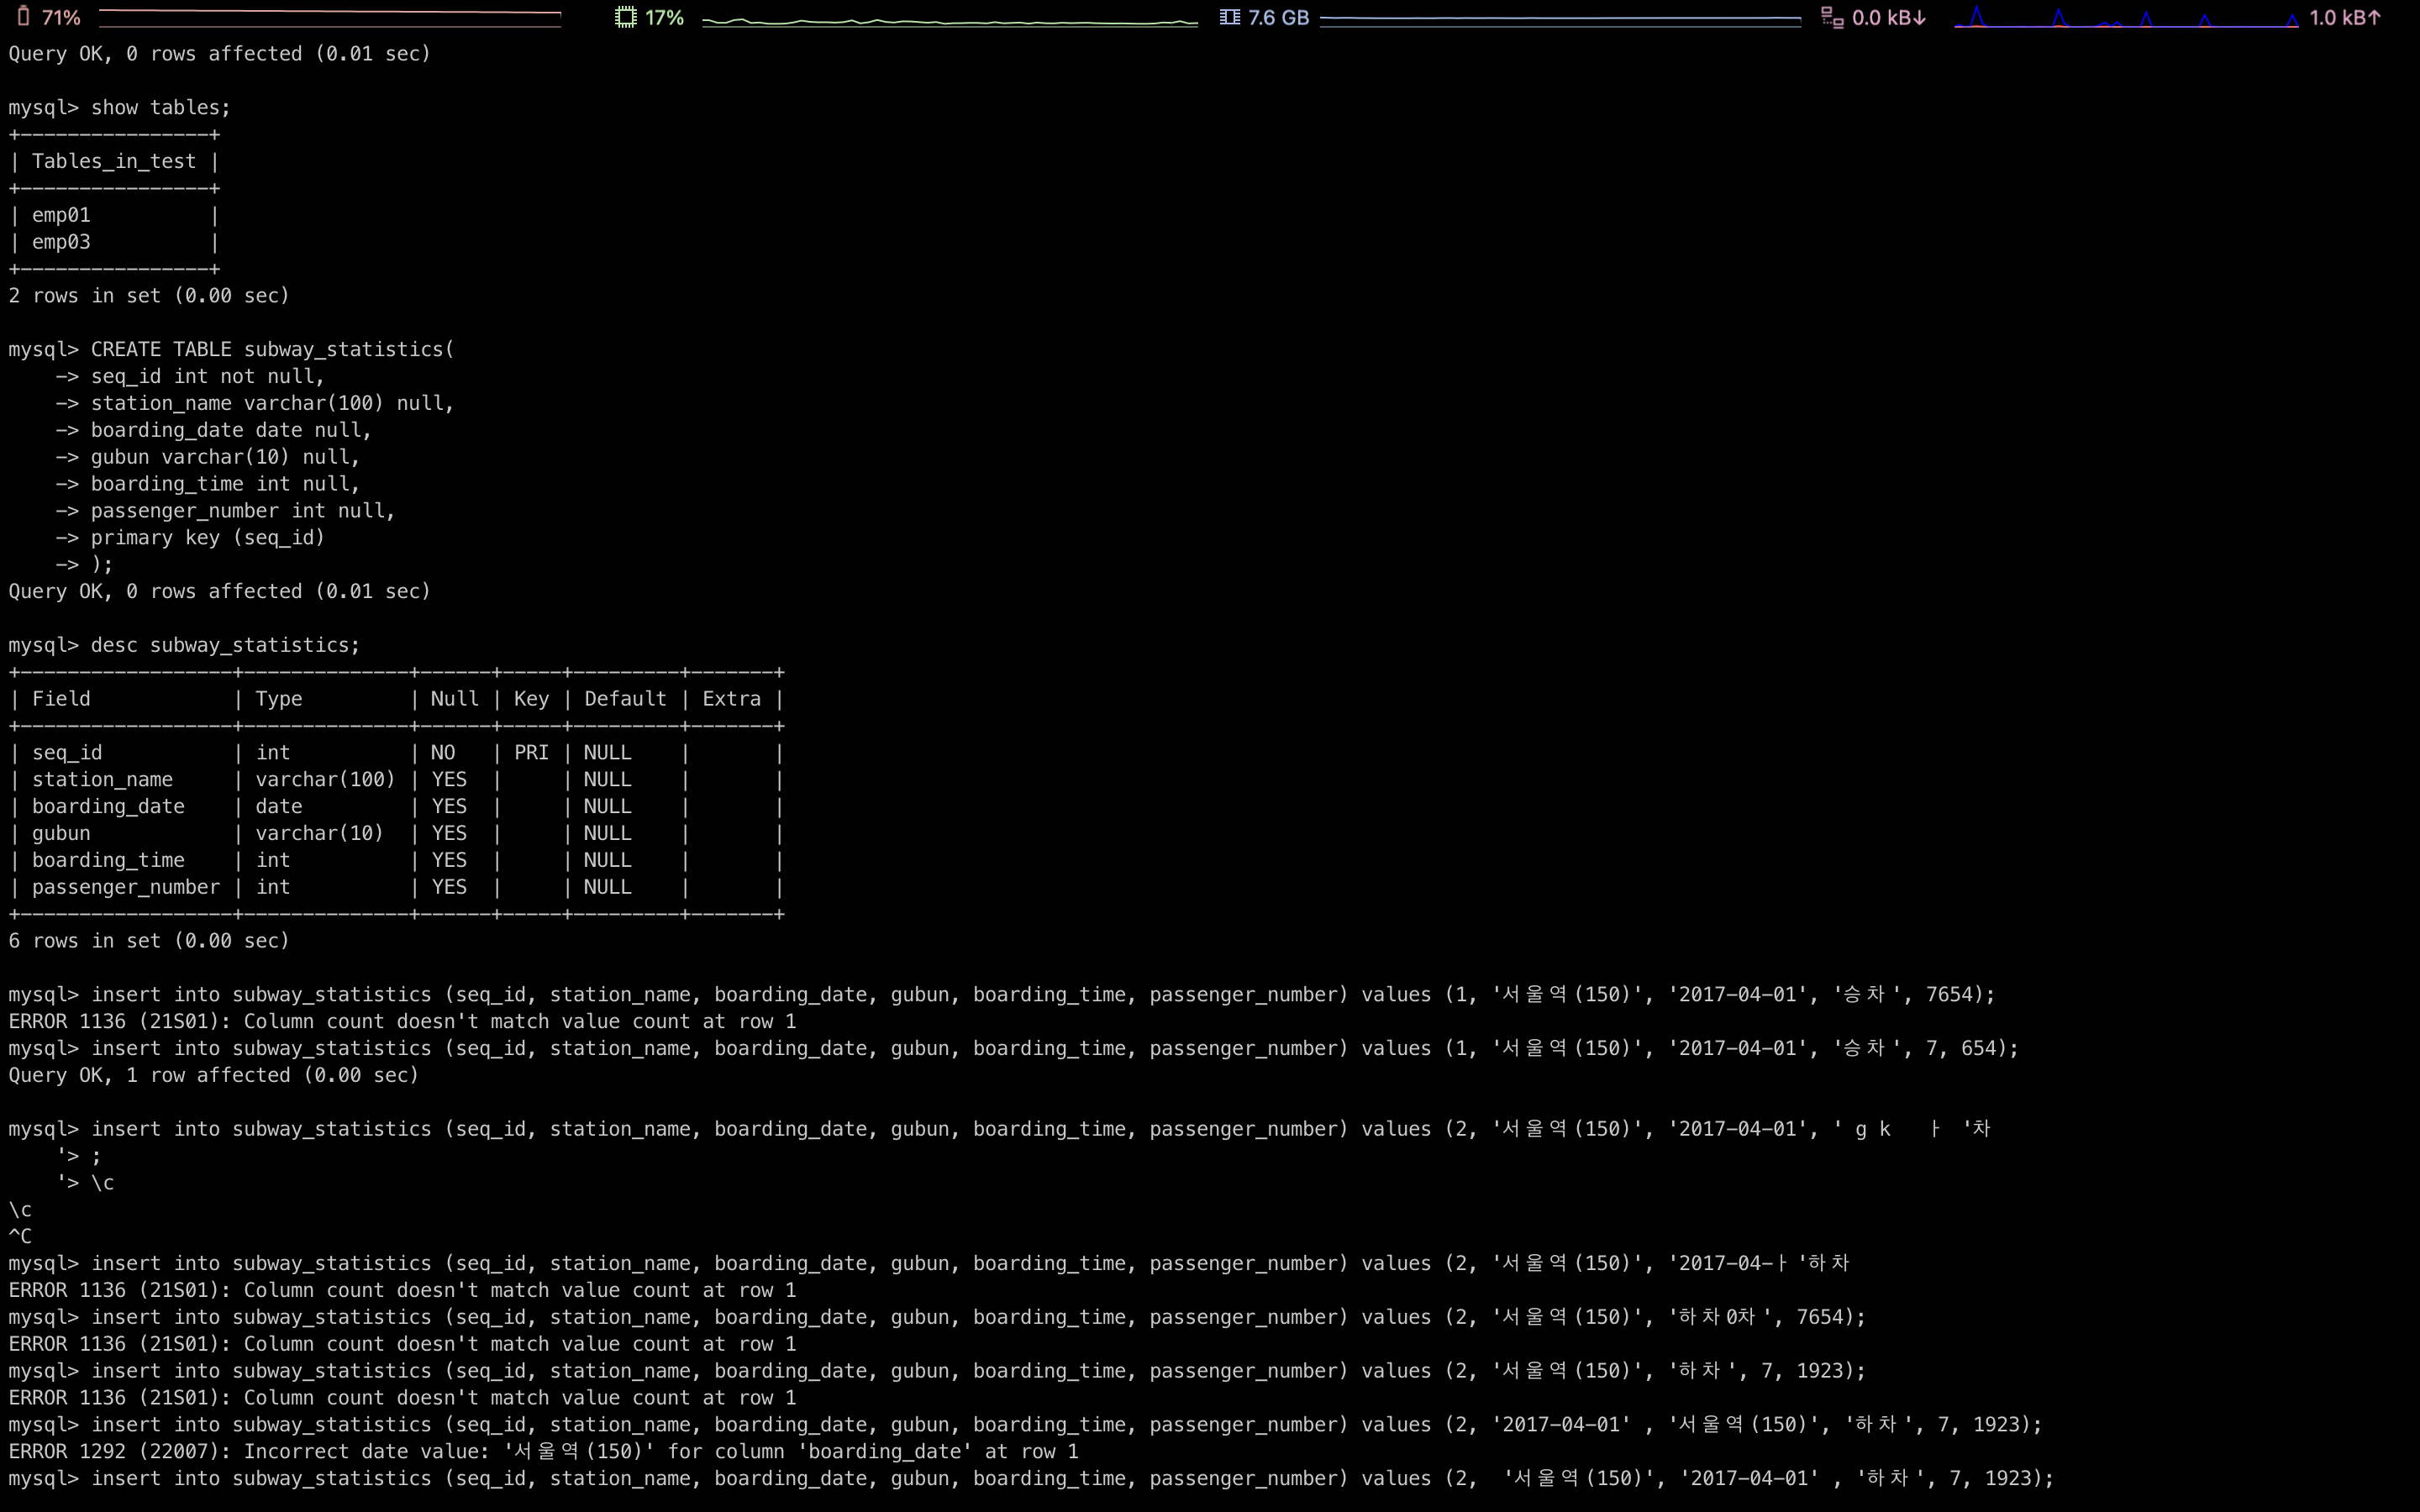 71% 17% 7.6 GB 0.0 kB↓ 1.0 kB↑
Query OK, 0 rows affected (0.01 sec)
mysql> show tables;
+----------------+
| Tables_in_test |
+----------------+
| emp01          |
| emp03          |
+----------------+
2 rows in set (0.00 sec)
mysql> CREATE TABLE subway_statistics(
    -> seq_id int not null,
    -> station_name varchar(100) null,
    -> boarding_date date null,
    -> gubun varchar(10) null,
    -> boarding_time int null,
    -> passenger_number int null,
    -> primary key (seq_id)
    -> );
Query OK, 0 rows affected (0.01 sec)
mysql> desc subway_statistics;
+------------------+--------------+------+-----+---------+-------+
| Field            | Type         | Null | Key | Default | Extra |
+------------------+--------------+------+-----+---------+-------+
| seq_id           | int          | NO   | PRI | NULL    |       |
| station_name     | varchar(100) | YES  |     | NULL    |       |
| boarding_date    | date         | YES  |     | NULL    |       |
| gubun            | varchar(10)  | YES  |     | NULL    |       |
| boarding_time    | int          | YES  |     | NULL    |       |
| passenger_number | int          | YES  |     | NULL    |       |
+------------------+--------------+------+-----+---------+-------+
6 rows in set (0.00 sec)
mysql> insert into subway_statistics (seq_id, station_name, boarding_date, gubun, boarding_time, passenger_number) values (1, '서울역(150)', '2017-04-01', '승차', 7654);
ERROR 1136 (21S01): Column count doesn't match value count at row 1
mysql> insert into subway_statistics (seq_id, station_name, boarding_date, gubun, boarding_time, passenger_number) values (1, '서울역(150)', '2017-04-01', '승차', 7, 654);
Query OK, 1 row affected (0.00 sec)
mysql> insert into subway_statistics (seq_id, station_name, boarding_date, gubun, boarding_time, passenger_number) values (2, '서울역(150)', '2017-04-01', ' g k   ㅏ '차
    '> ;
    '> \c
\c
^C
mysql> insert into subway_statistics (seq_id, station_name, boarding_date, gubun, boarding_time, passenger_number) values (2, '서울역(150)', '2017-04-ㅏ'하차
ERROR 1136 (21S01): Column count doesn't match value count at row 1
mysql> insert into subway_statistics (seq_id, station_name, boarding_date, gubun, boarding_time, passenger_number) values (2, '서울역(150)', '하차0차', 7654);
ERROR 1136 (21S01): Column count doesn't match value count at row 1
mysql> insert into subway_statistics (seq_id, station_name, boarding_date, gubun, boarding_time, passenger_number) values (2, '서울역(150)', '하차', 7, 1923);
ERROR 1136 (21S01): Column count doesn't match value count at row 1
mysql> insert into subway_statistics (seq_id, station_name, boarding_date, gubun, boarding_time, passenger_number) values (2, '2017-04-01' , '서울역(150)', '하차', 7, 1923);
ERROR 1292 (22007): Incorrect date value: '서울역(150)' for column 'boarding_date' at row 1
mysql> insert into subway_statistics (seq_id, station_name, boarding_date, gubun, boarding_time, passenger_number) values (2,  '서울역(150)', '2017-04-01' , '하차', 7, 1923);